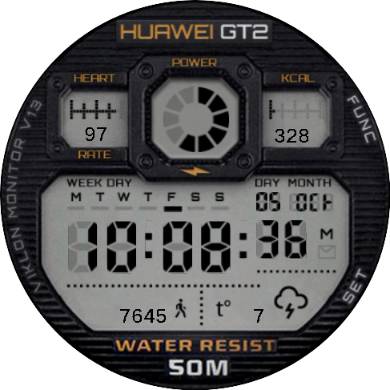 HUAWEI GT2
POWER
HEART
KCAL
97
328
RATE
FUNC
VIKLON MONITOR V13
WEEK DAY
DAY MONTH
M T W T F S S
05 OCT
10:08:36 M
7645 t° 7
SET
WATER RESIST
50M